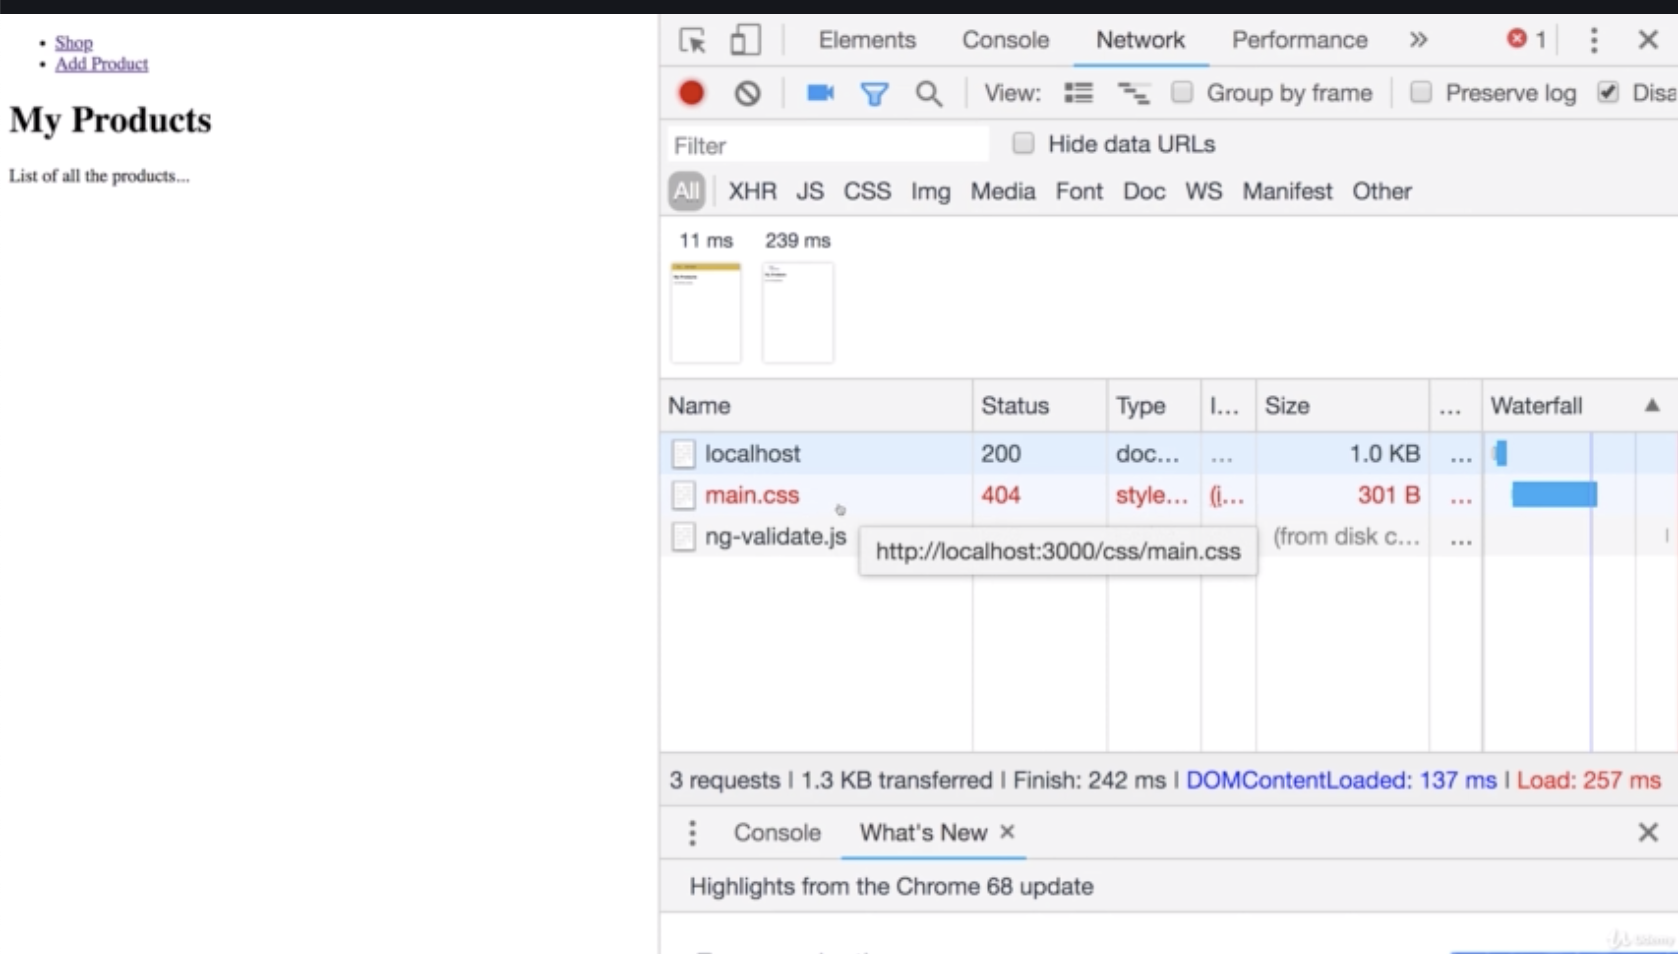 Shop
Add Product
My Products
List of all the products...
Elements Console Network Performance » 1
View: Group by frame Preserve log Disa
Filter Hide data URLs
All XHR JS CSS Img Media Font Doc WS Manifest Other
11 ms 239 ms
Name Status Type I... Size ... Waterfall
localhost 200 doc... ... 1.0 KB ...
main.css 404 style... (i... 301 B ...
ng-validate.js (from disk c... ...
http://localhost:3000/css/main.css
3 requests | 1.3 KB transferred | Finish: 242 ms | DOMContentLoaded: 137 ms | Load: 257 ms
Console What's New
Highlights from the Chrome 68 update
Udemy